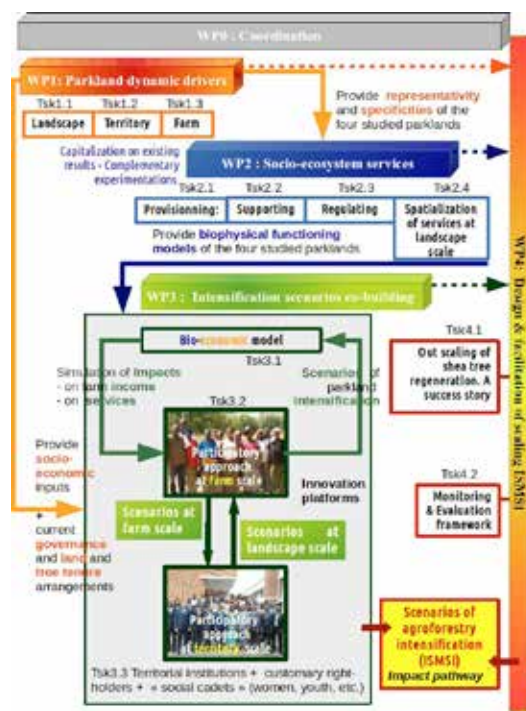 WP0 : Coordination
WP1: Parkland dynamic drivers
Tsk1.1
Tsk1.2
Tsk1.3
Landscape
Territory
Farm
Provide representativity
and specificities of the
four studied parklands
Capitalization on existing
results - Complementary
experimentations
WP2 : Socio-ecosystem services
Tsk2.1
Tsk2.2
Tsk2.3
Tsk2.4
Provisionning:
Supporting
Regulating
Spatialization
of services at
landscape
scale
Provide biophysical functioning
models of the four studied parklands
WP3 : Intensification scenarios co-building
Bio-economic model
Tsk3.1
Simulation of Impacts
- on farm income
- on services
Scenarios of
parkland
intensification
Tsk3.2
Participatory
approach
at farm scale
Innovation
platforms
Scenarios at
farm scale
Scenarios at
landscape scale
Participatory
approach
at territory scale
Tsk3.3 Territorial Institutions + customary right-
holders + « social cadets » (women, youth, etc.)
Provide
socio-
economic
inputs
+
current
governance
and land and
tree tenure
arrangements
Tsk4.1
Out scaling of
shea tree
regeneration. A
success story
Tsk4.2
Monitoring
& Evaluation
framework
Scenarios of
agroforestry
intensification
(ISMSI)
Impact pathway
WP4: Design & facilitation of scaling ISMSI